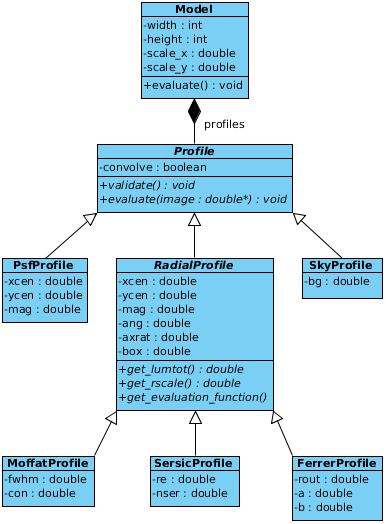 Model
-width : int
-height : int
-scale_x : double
-scale_y : double
+evaluate() : void
profiles
Profile
-convolve : boolean
+validate() : void
+evaluate(image : double*) : void
PsfProfile
-xcen : double
-ycen : double
-mag : double
RadialProfile
-xcen : double
-ycen : double
-mag : double
-ang : double
-axrat : double
-box : double
+get_lumtot() : double
+get_rscale() : double
+get_evaluation_function()
SkyProfile
-bg : double
MoffatProfile
-fwhm : double
-con : double
SersicProfile
-re : double
-nser : double
FerrerProfile
-rout : double
-a : double
-b : double